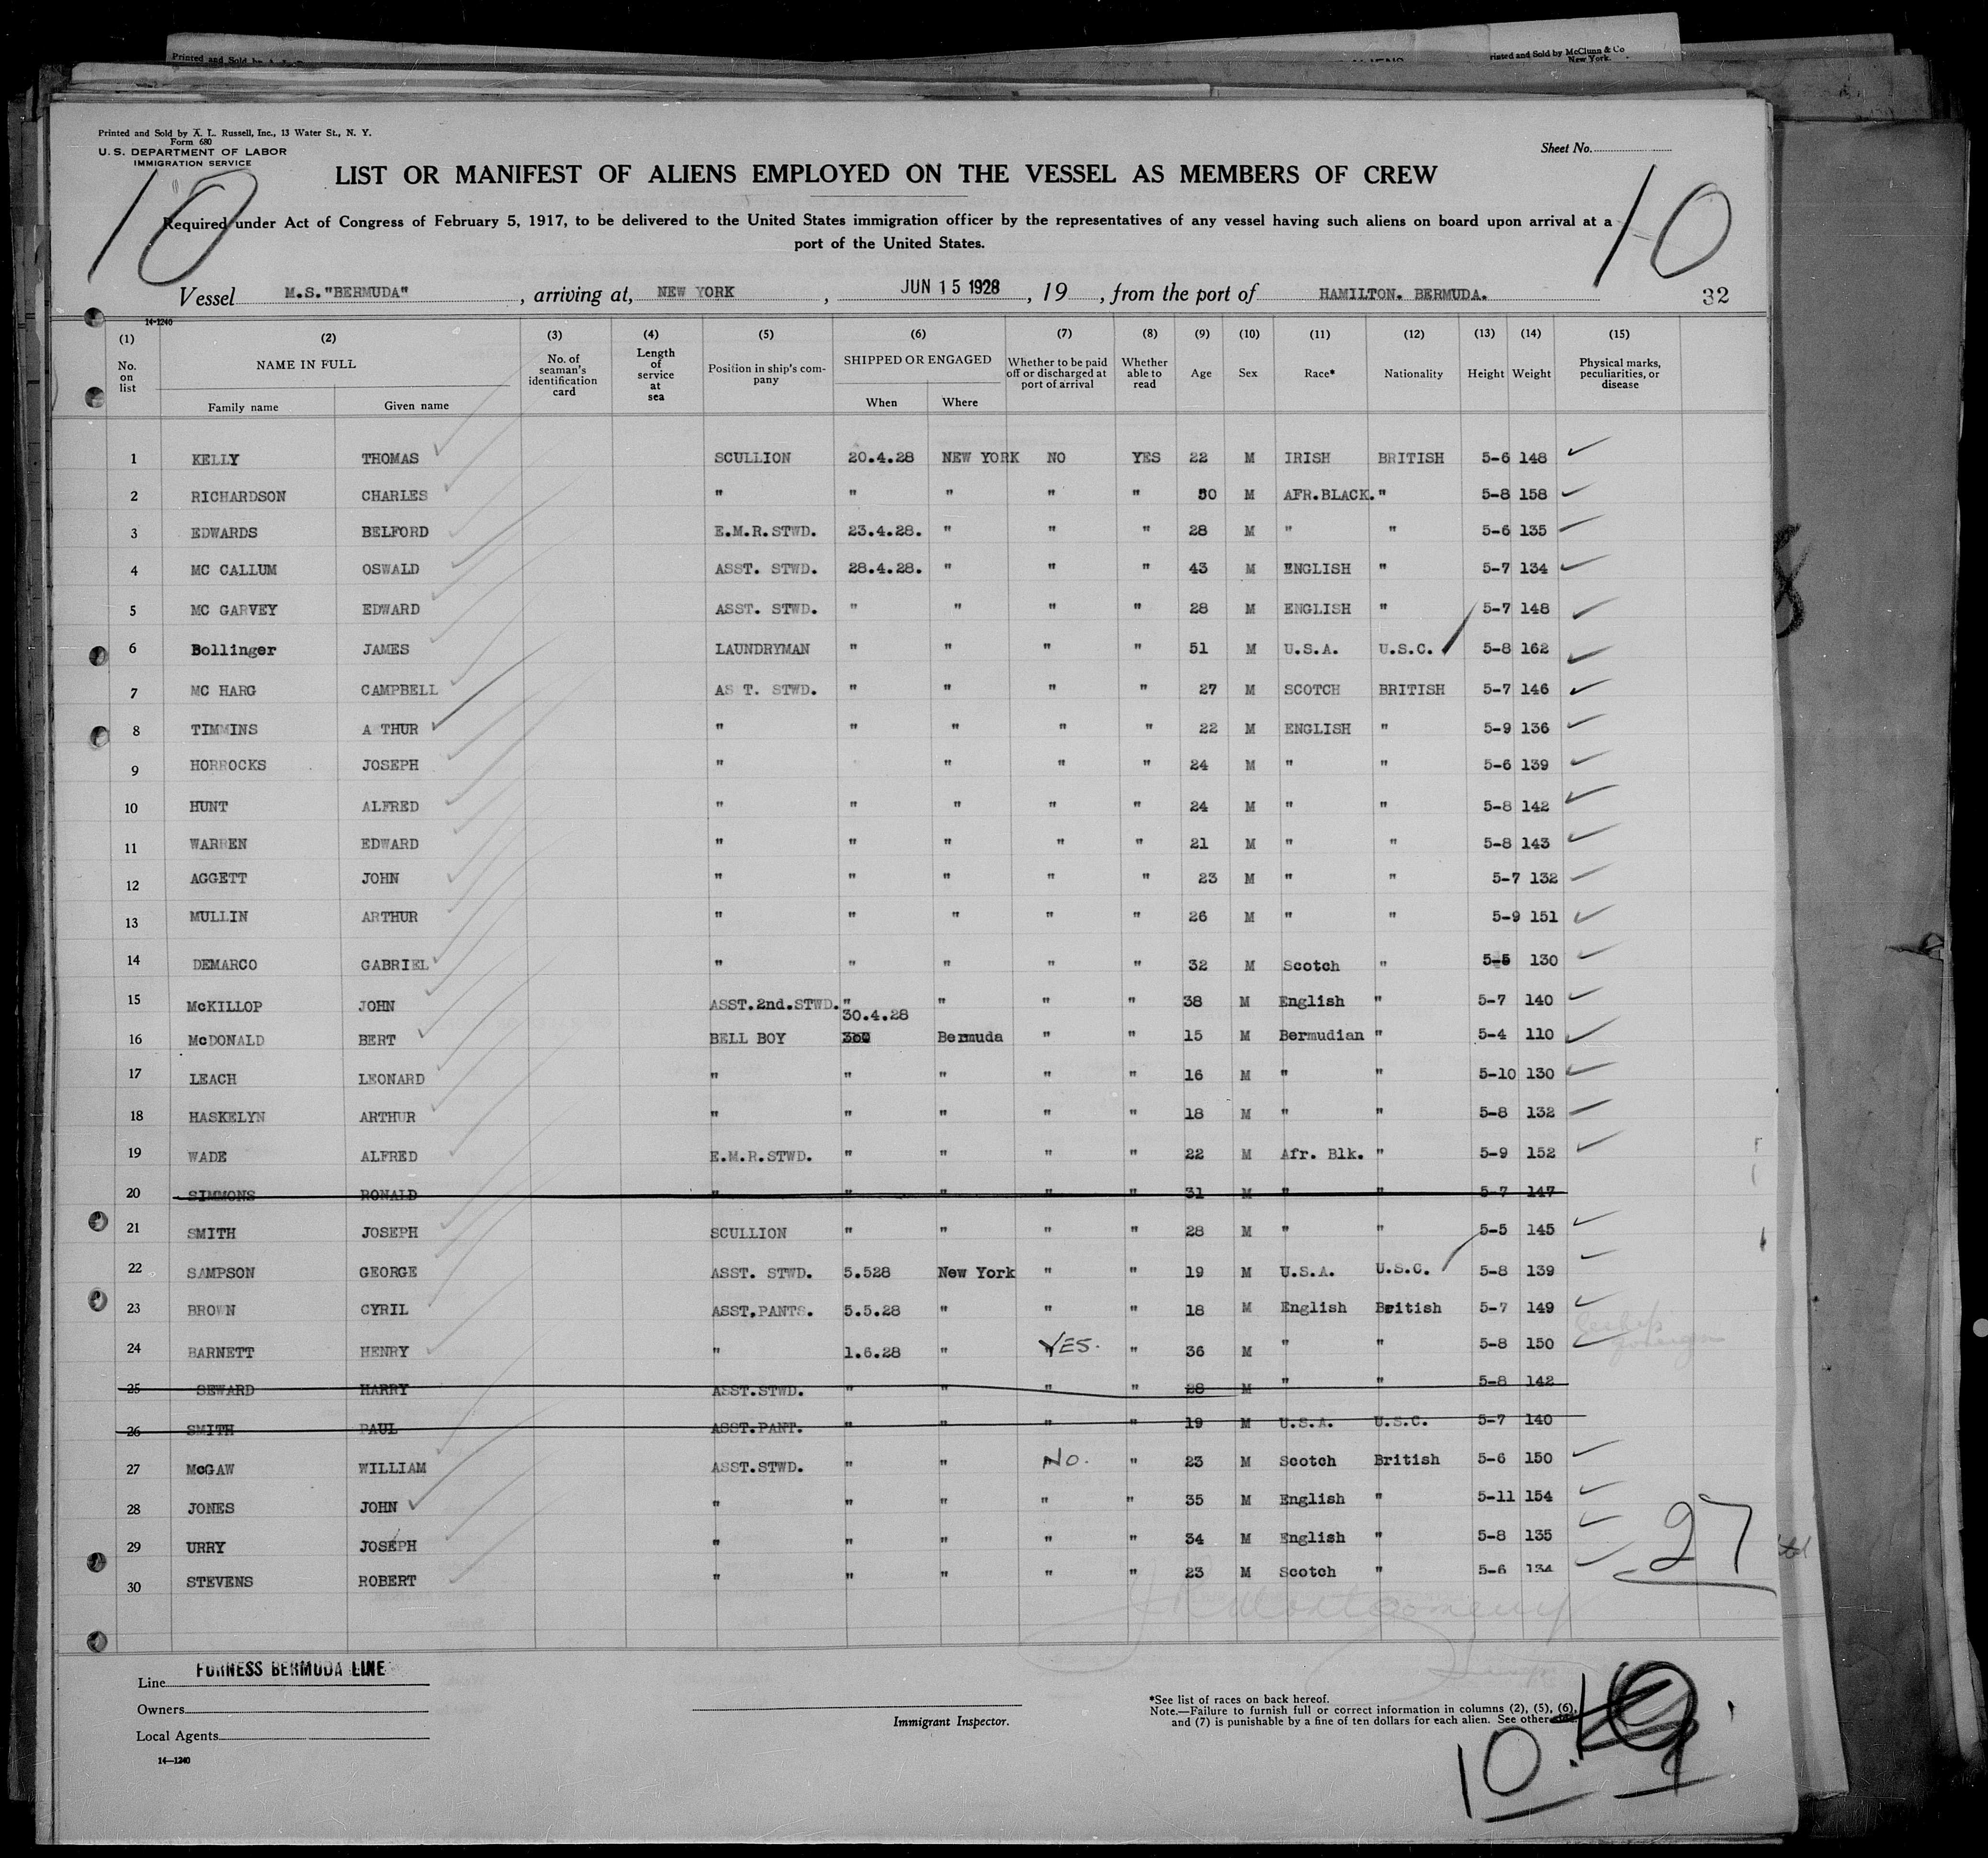 Printed and Sold by A. L.
Printed and Sold by McClunn & Co
New York.
Printed and Sold by A. L. Russell, Inc., 13 Water St., N. Y.
Form 680
U. S. DEPARTMENT OF LABOR
IMMIGRATION SERVICE
Sheet No.
10
10
LIST OR MANIFEST OF ALIENS EMPLOYED ON THE VESSEL AS MEMBERS OF CREW
Required under Act of Congress of February 5, 1917, to be delivered to the United States immigration officer by the representatives of any vessel having such aliens on board upon arrival at a
port of the United States.
Vessel M.S."BERMUDA" , arriving at, NEW YORK , JUN 15 1928 , 19 , from the port of HAMILTON. BERMUDA. 32
14-1240
(1) (2) (3) (4) (5) (6) (7) (8) (9) (10) (11) (12) (13) (14) (15)
No. on list NAME IN FULL Family name Given name No. of seaman's identification card Length of service at sea Position in ship's company SHIPPED OR ENGAGED When Where Whether to be paid off or discharged at port of arrival Whether able to read Age Sex Race* Nationality Height Weight Physical marks, peculiarities, or disease
1 KELLY THOMAS SCULLION 20.4.28 NEW YORK NO YES 22 M IRISH BRITISH 5-6 148
2 RICHARDSON CHARLES " " " " " 30 M AFR.BLACK. " 5-8 158
3 EDWARDS BELFORD E.M.R.STWD. 23.4.28. " " " 28 M " " 5-6 135
4 MC CALLUM OSWALD ASST. STWD. 28.4.28. " " " 43 M ENGLISH " 5-7 134
5 MC GARVEY EDWARD ASST. STWD. " " " " 28 M ENGLISH " 5-7 148
6 Bollinger JAMES LAUNDRYMAN " " " " 51 M U.S.A. U.S.C. 5-8 162
7 MC HARG CAMPBELL AS T. STWD. " " " " 27 M SCOTCH BRITISH 5-7 146
8 TIMMINS A THUR " " " " " 22 M ENGLISH " 5-9 136
9 HORROCKS JOSEPH " " " " 24 M " " 5-6 139
10 HUNT ALFRED " " " " " 24 M " " 5-8 142
11 WARREN EDWARD " " " " " 21 M " " 5-8 143
12 AGGETT JOHN " " " " " 23 M " " 5-7 132
13 MULLIN ARTHUR " " " " " 26 M " " 5-9 151
14 DEMARCO GABRIEL " " " " " 32 M Scotch " 5-5 130
15 McKILLOP JOHN ASST.2nd.STWD. " " " " 38 M English " 5-7 140
30.4.28
16 McDONALD BERT BELL BOY Bermuda " " 15 M Bermudian " 5-4 110
17 LEACH LEONARD " " " " " 16 M " " 5-10 130
18 HASKELYN ARTHUR " " " " " 18 M " " 5-8 132
19 WADE ALFRED E.M.R.STWD. " " " " 22 M Afr. Blk. " 5-9 152
20 SIMMONS RONALD " " " " " 31 M " " 5-7 147
21 SMITH JOSEPH SCULLION " " " " 28 M " " 5-5 145
22 SAMPSON GEORGE ASST. STWD. 5.528 New York " " 19 M U.S.A. U.S.C. 5-8 139
23 BROWN CYRIL ASST.PANTS. 5.5.28 " " " 18 M English British 5-7 149
24 BARNETT HENRY " 1.6.28 " YES. " 36 M " " 5-8 150
25 SEWARD HARRY ASST.STWD. " " " " 28 M " " 5-8 142
26 SMITH PAUL ASST.PANT. " " " " 19 M U.S.A. U.S.C. 5-7 140
27 McGAW WILLIAM ASST.STWD. " " No. " 23 M Scotch British 5-6 150
28 JONES JOHN " " " " " 35 M English " 5-11 154
29 URRY JOSEPH " " " " " 34 M English " 5-8 135
30 STEVENS ROBERT " " " " " 23 M Scotch " 5-6 134
27
Line FURNESS BERMUDA LINE
Owners
Local Agents
14—1240
Immigrant Inspector.
*See list of races on back hereof.
Note.—Failure to furnish full or correct information in columns (2), (5), (6),
and (7) is punishable by a fine of ten dollars for each alien. See other
10